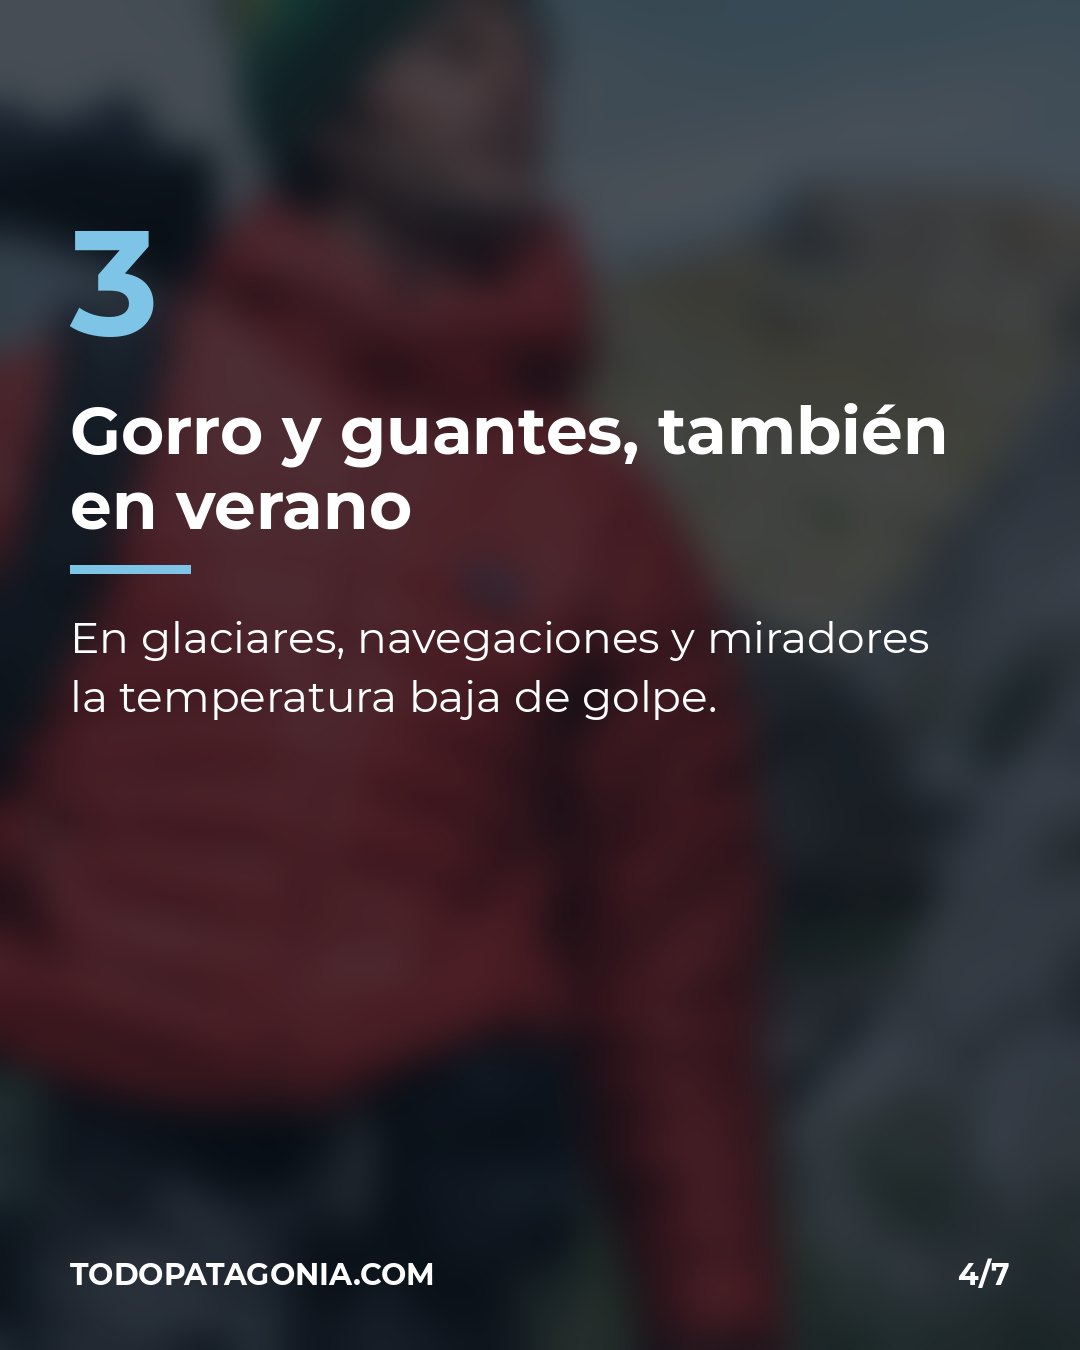 3
Gorro y guantes, también
en verano
En glaciares, navegaciones y miradores
la temperatura baja de golpe.
TODOPATAGONIA.COM
4/7